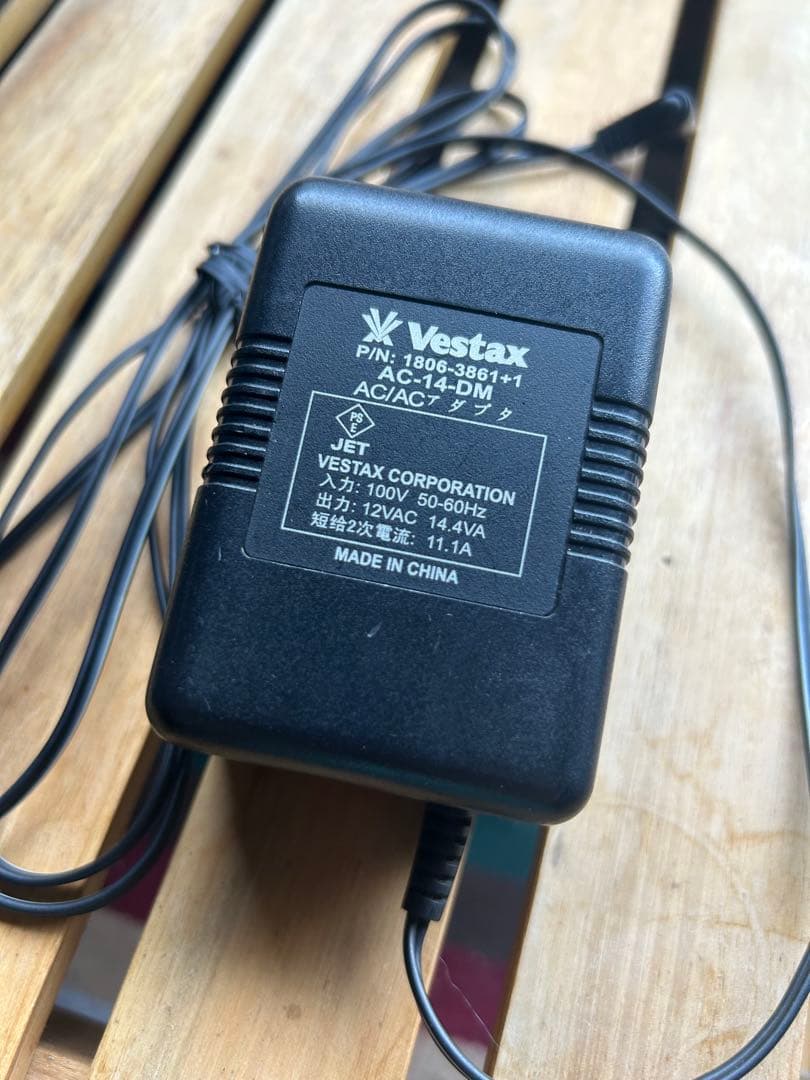 Vestax
P/N: 1806-3861+1
AC-14-DM
AC/ACアダプタ
PS
E
JET
VESTAX CORPORATION
入力: 100V 50-60Hz
出力: 12VAC 14.4VA
短给2次電流: 11.1A
MADE IN CHINA